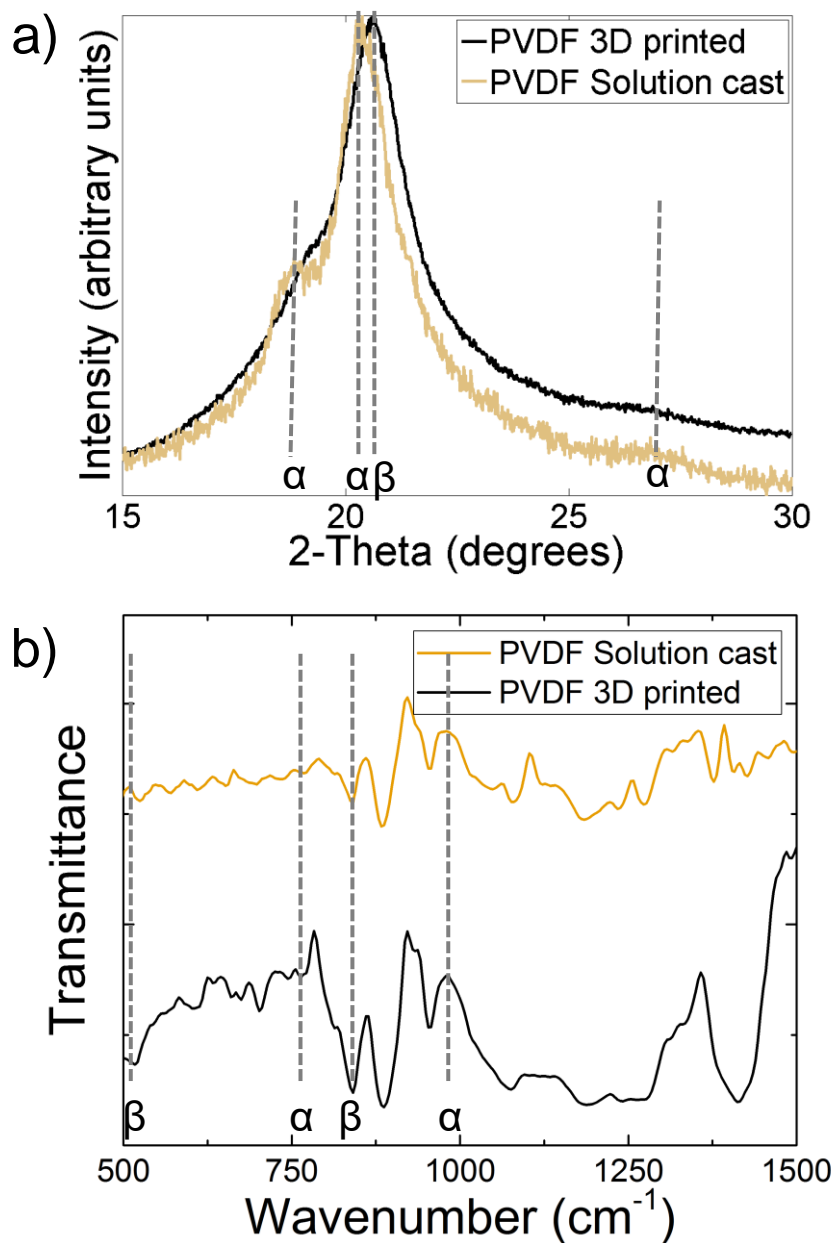 a)
PVDF 3D printed
PVDF Solution cast
Intensity (arbitrary units)
α α β α
15 20 25 30
2-Theta (degrees)
b)
PVDF Solution cast
PVDF 3D printed
Transmittance
β α β α
500 750 1000 1250 1500
Wavenumber (cm⁻¹)